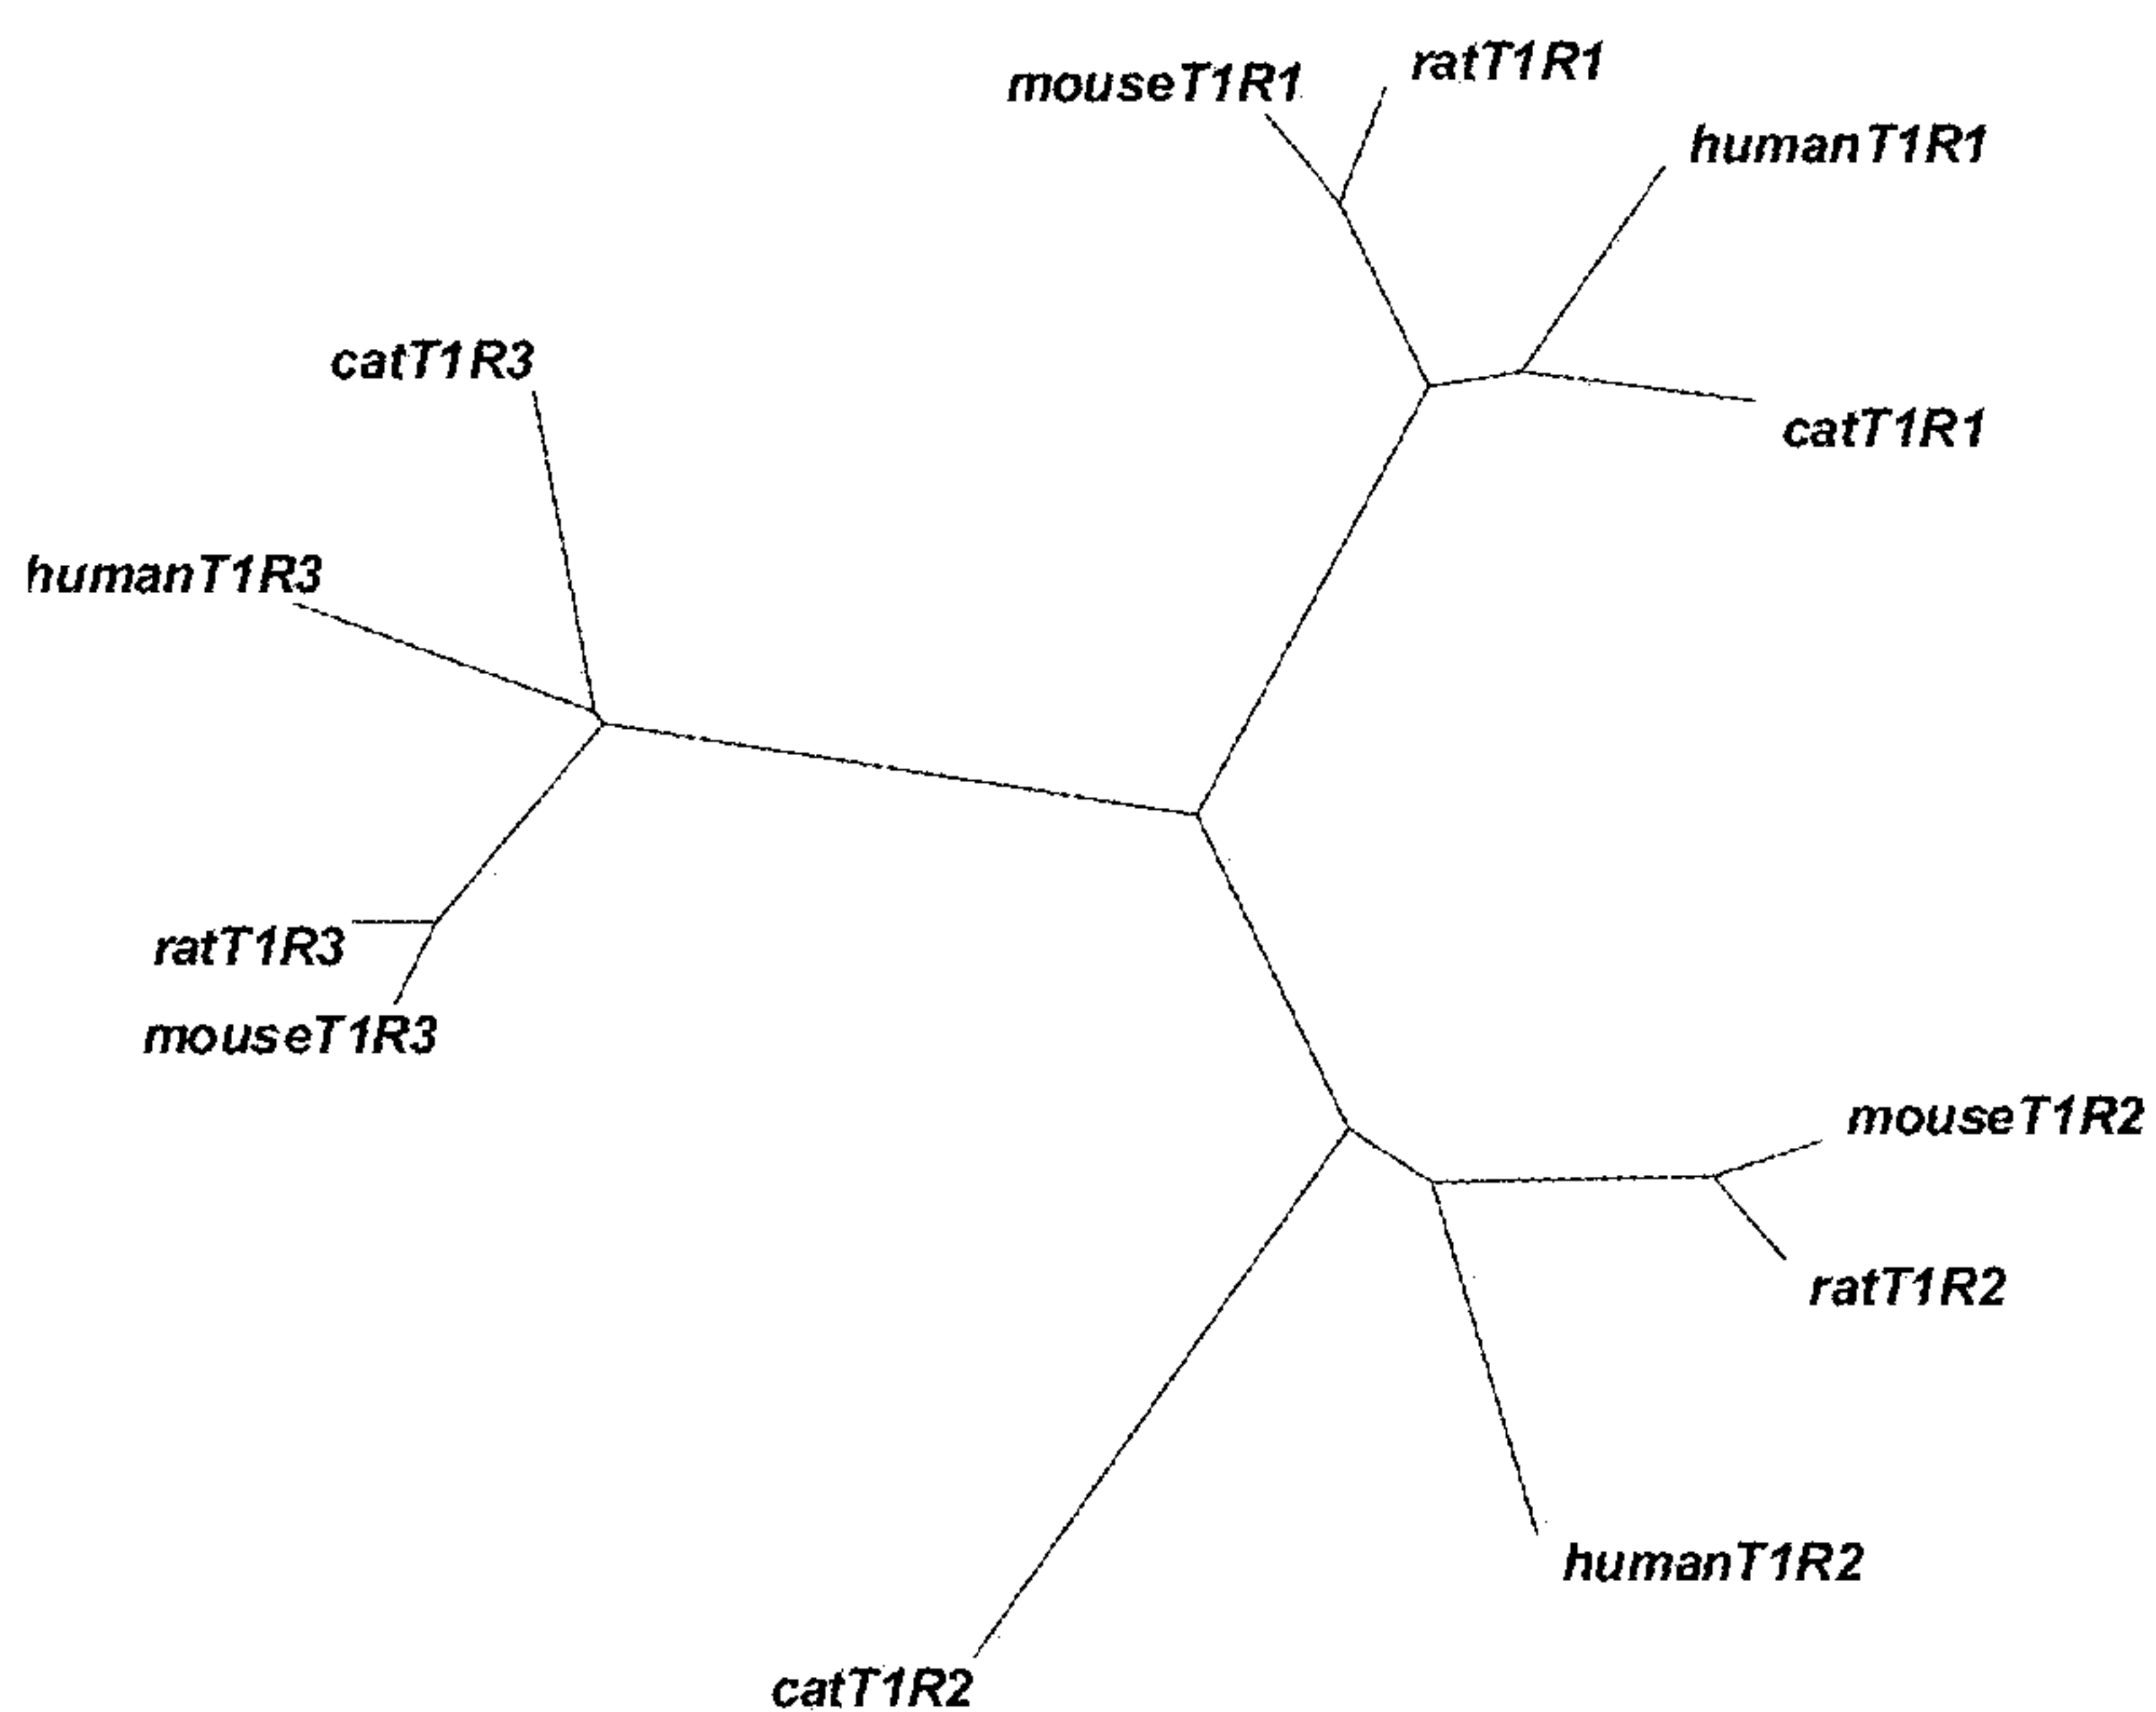 ratT1R1
mouseT1R1
humanT1R1
catT1R3
catT1R1
humanT1R3
ratT1R3
mouseT1R3
mouseT1R2
ratT1R2
humanT1R2
catT1R2